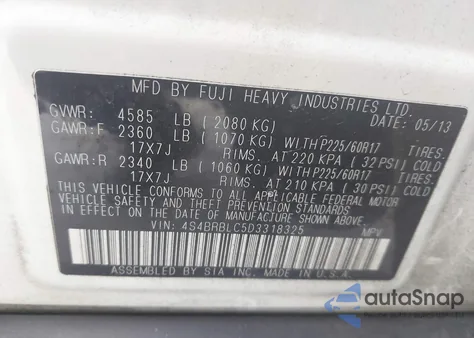 MFD BY FUJI HEAVY INDUSTRIES LTD.
GVWR: 4585 LB (2080 KG) DATE: 05/13
GAWR:F 2360 LB (1070 KG) WITH P225/60R17 TIRES.
17X7J RIMS. AT 220 KPA (32 PSI) COLD
GAWR:R 2340 LB (1060 KG) WITH P225/60R17 TIRES.
17X7J RIMS. AT 210 KPA (30 PSI) COLD
THIS VEHICLE CONFORMS TO ALL APPLICABLE FEDERAL MOTOR
VEHICLE SAFETY AND THEFT PREVENTION STANDARDS
IN EFFECT ON THE DATE OF MANUFACTURE SHOWN ABOVE.
VIN: 4S4BRBLC5D3318325 MPV
ASSEMBLED BY SIA INC. MADE IN U.S.A.
autoSnap